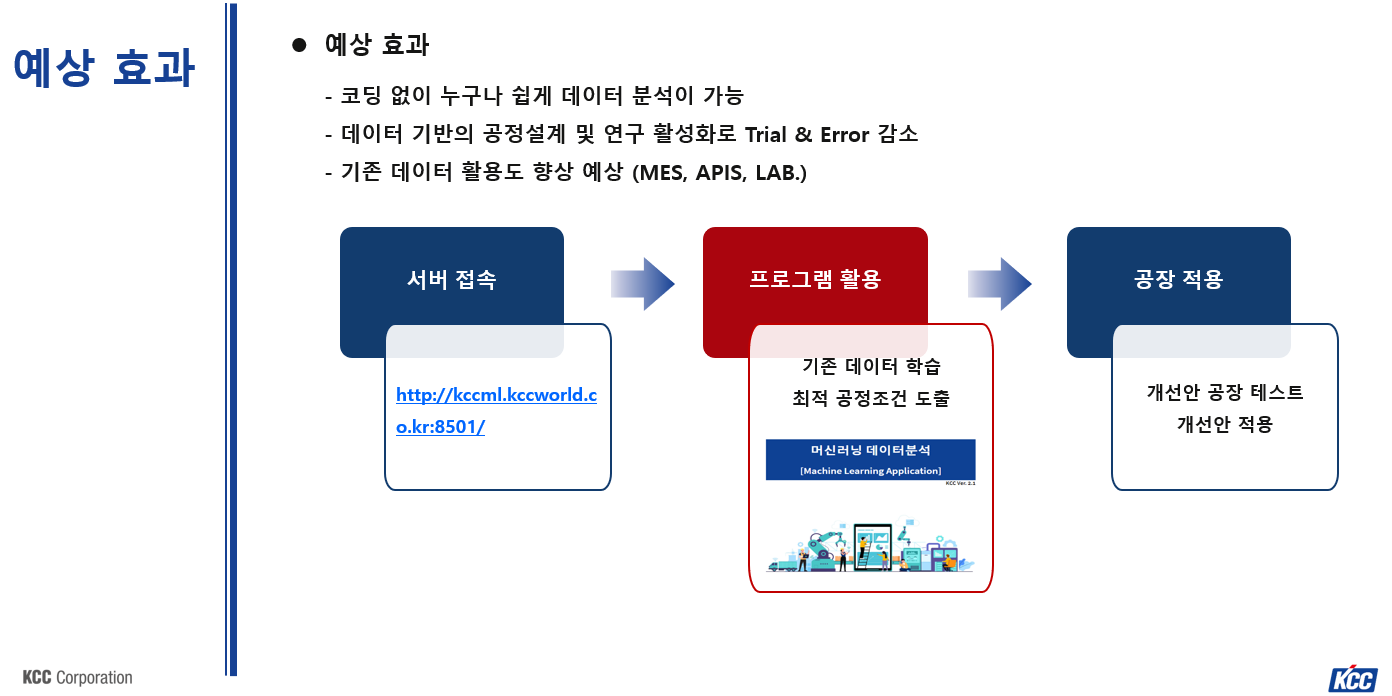 예상 효과
● 예상 효과
- 코딩 없이 누구나 쉽게 데이터 분석이 가능
- 데이터 기반의 공정설계 및 연구 활성화로 Trial & Error 감소
- 기존 데이터 활용도 향상 예상 (MES, APIS, LAB.)
서버 접속
http://kccml.kccworld.c
o.kr:8501/
프로그램 활용
기존 데이터 학습
최적 공정조건 도출
머신러닝 데이터분석
[Machine Learning Application]
KCC Ver. 2.1
공장 적용
개선안 공장 테스트
개선안 적용
KCC Corporation
KCC